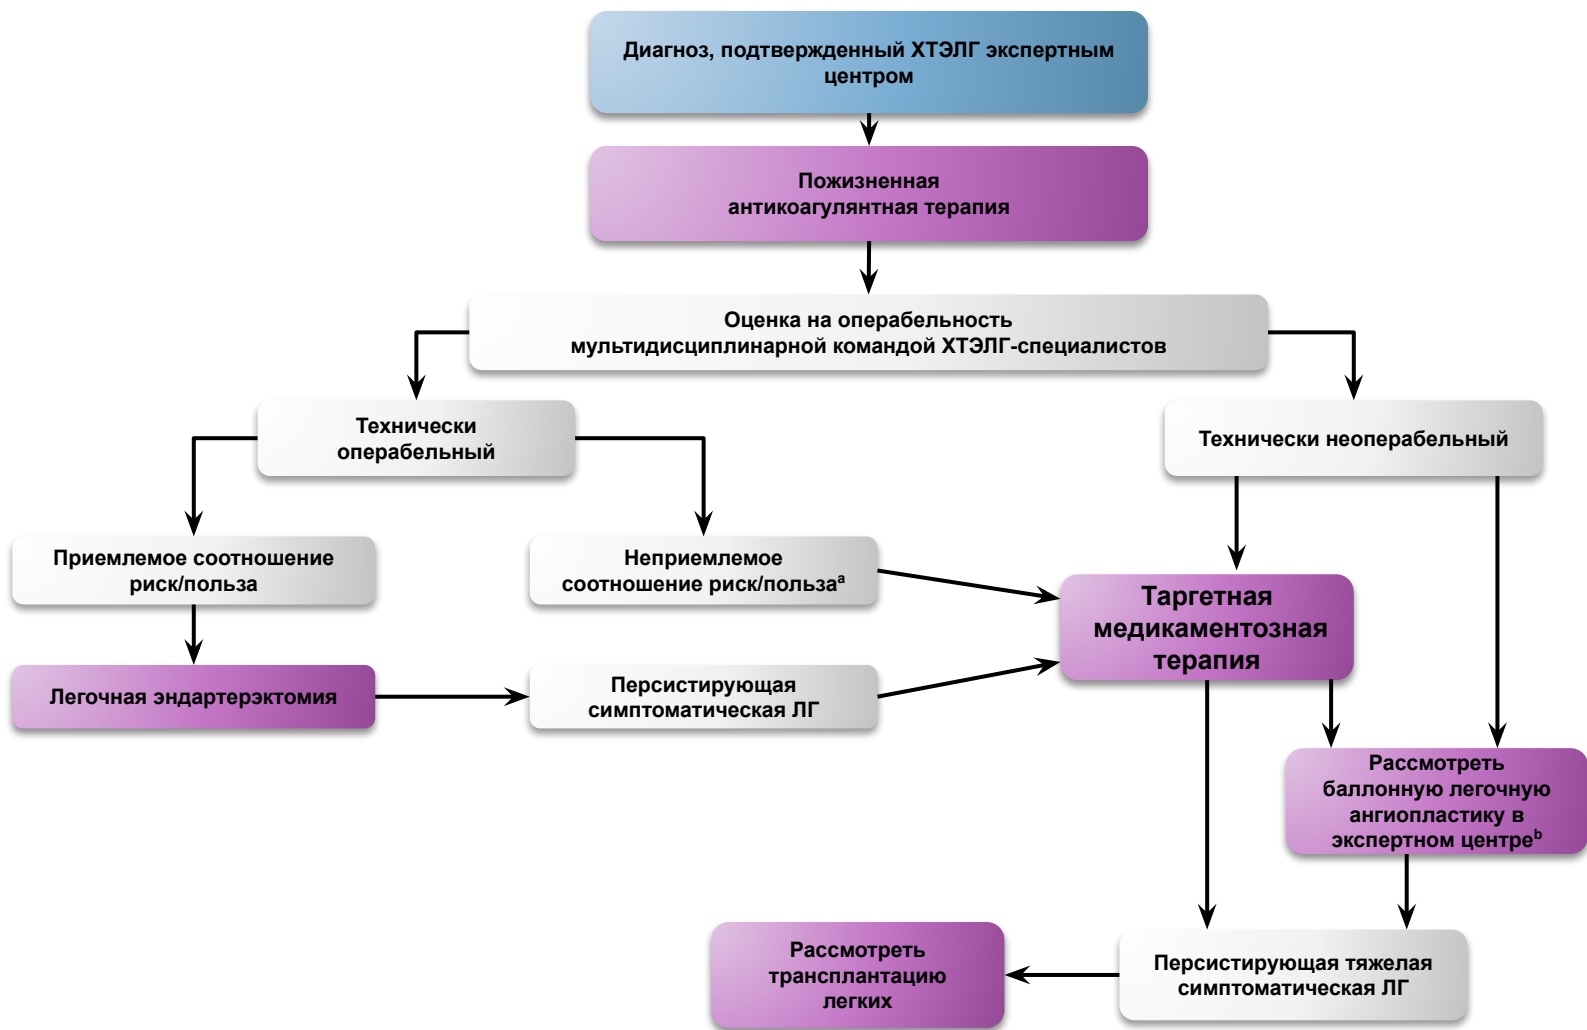 Диагноз, подтвержденный ХТЭЛГ экспертным
центром
Пожизненная
антикоагулянтная терапия
Оценка на операбельность
мультидисциплинарной командой ХТЭЛГ-специалистов
Технически
операбельный
Технически неоперабельный
Приемлемое соотношение
риск/польза
Неприемлемое
соотношение риск/пользаᵃ
Таргетная
медикаментозная
терапия
Легочная эндартерэктомия
Персистирующая
симптоматическая ЛГ
Рассмотреть
баллонную легочную
ангиопластику в
экспертном центреᵇ
Рассмотреть
трансплантацию
легких
Персистирующая тяжелая
симптоматическая ЛГ